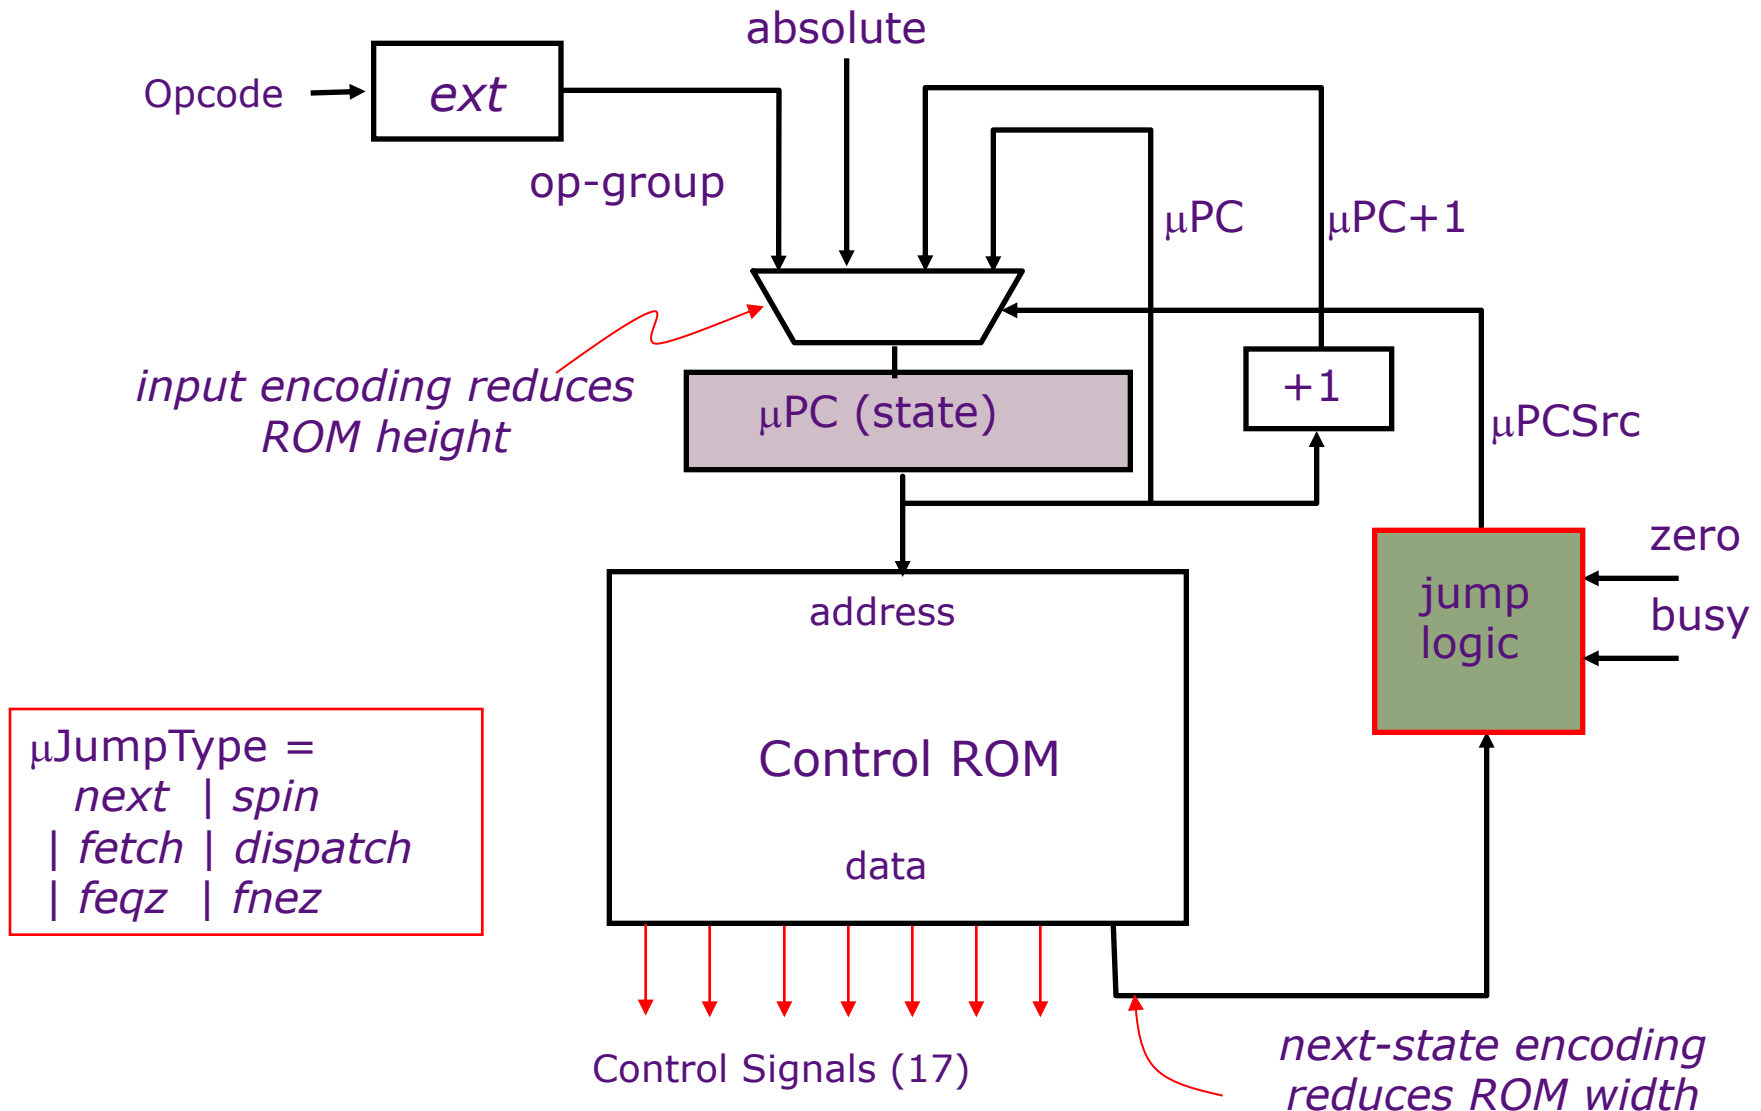 absolute
Opcode
ext
op-group
μPC
μPC+1
input encoding reduces
ROM height
μPC (state)
+1
μPCSrc
zero
busy
jump
logic
address
Control ROM
data
μJumpType =
next | spin
| fetch | dispatch
| feqz | fnez
Control Signals (17)
next-state encoding
reduces ROM width